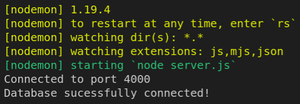 [nodemon] 1.19.4
[nodemon] to restart at any time, enter `rs`
[nodemon] watching dir(s): *.*
[nodemon] watching extensions: js,mjs,json
[nodemon] starting `node server.js`
Connected to port 4000
Database sucessfully connected!